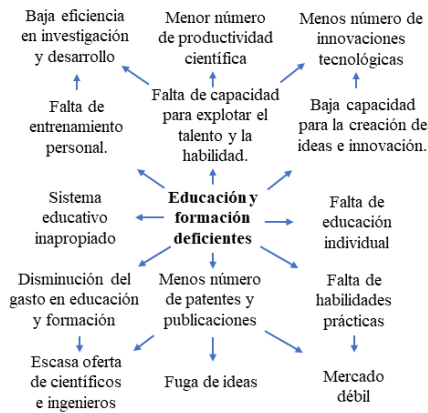 Baja eficiencia
en investigación
y desarrollo
Menor número
de productividad
científica
Menos número de
innovaciones
tecnológicas
Falta de
entrenamiento
personal.
Falta de capacidad
para explotar el
talento y la
habilidad.
Baja capacidad
para la creación de
ideas e innovación.
Sistema
educativo
inapropiado
Educación y
formación
deficientes
Falta de
educación
individual
Disminución del
gasto en educación
y formación
Menos número
de patentes y
publicaciones
Falta de
habilidades
prácticas
Escasa oferta
de científicos
e ingenieros
Fuga de ideas
Mercado
débil